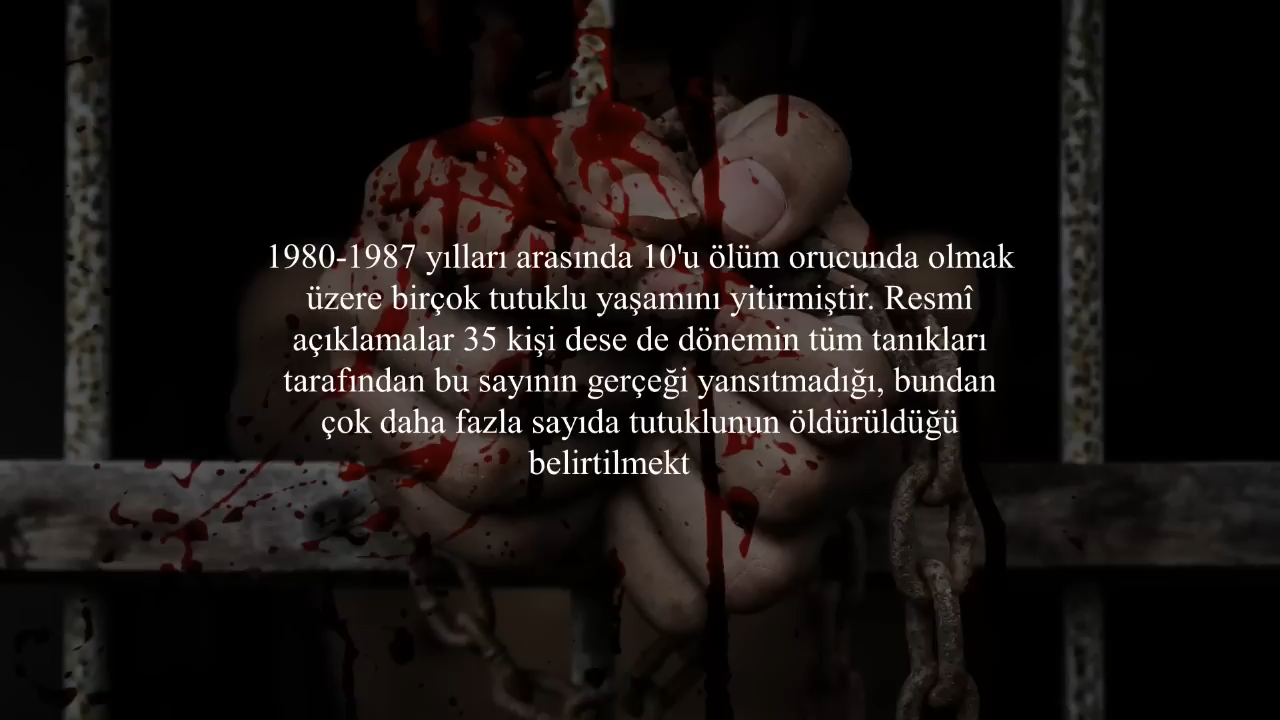 1980-1987 yılları arasında 10'u ölüm orucunda olmak
üzere birçok tutuklu yaşamını yitirmiştir. Resmî
açıklamalar 35 kişi dese de dönemin tüm tanıkları
tarafından bu sayının gerçeği yansıtmadığı, bundan
çok daha fazla sayıda tutuklunun öldürüldüğü
belirtilmekt